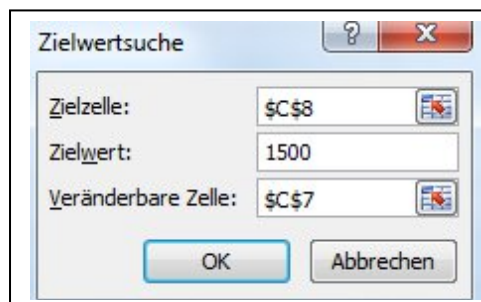 Zielwertsuche
Zielzelle: $C$8
Zielwert: 1500
Veränderbare Zelle: $C$7
OK Abbrechen